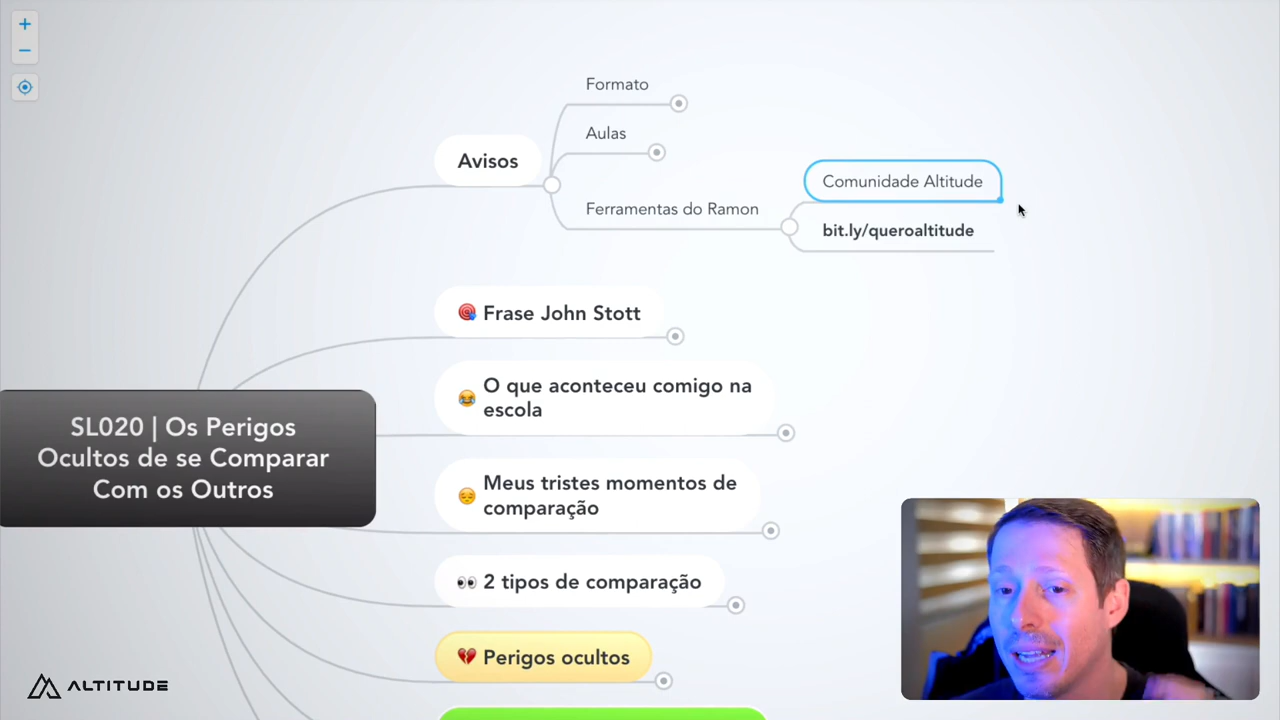 +
−
Formato
Aulas
Avisos
Ferramentas do Ramon
Comunidade Altitude
bit.ly/queroaltitude
Frase John Stott
O que aconteceu comigo na
escola
SL020 | Os Perigos
Ocultos de se Comparar
Com os Outros
Meus tristes momentos de
comparação
2 tipos de comparação
Perigos ocultos
ALTITUDE